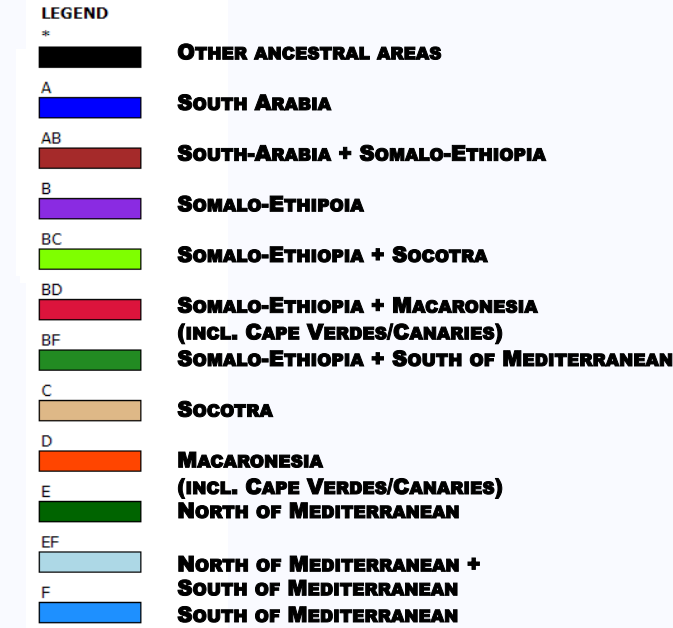 LEGEND
*
OTHER ANCESTRAL AREAS
A
SOUTH ARABIA
AB
SOUTH-ARABIA + SOMALO-ETHIOPIA
B
SOMALO-ETHIPOIA
BC
SOMALO-ETHIOPIA + SOCOTRA
BD
SOMALO-ETHIOPIA + MACARONESIA
(INCL. CAPE VERDES/CANARIES)
BF
SOMALO-ETHIOPIA + SOUTH OF MEDITERRANEAN
C
SOCOTRA
D
MACARONESIA
(INCL. CAPE VERDES/CANARIES)
E
NORTH OF MEDITERRANEAN
EF
NORTH OF MEDITERRANEAN +
SOUTH OF MEDITERRANEAN
F
SOUTH OF MEDITERRANEAN